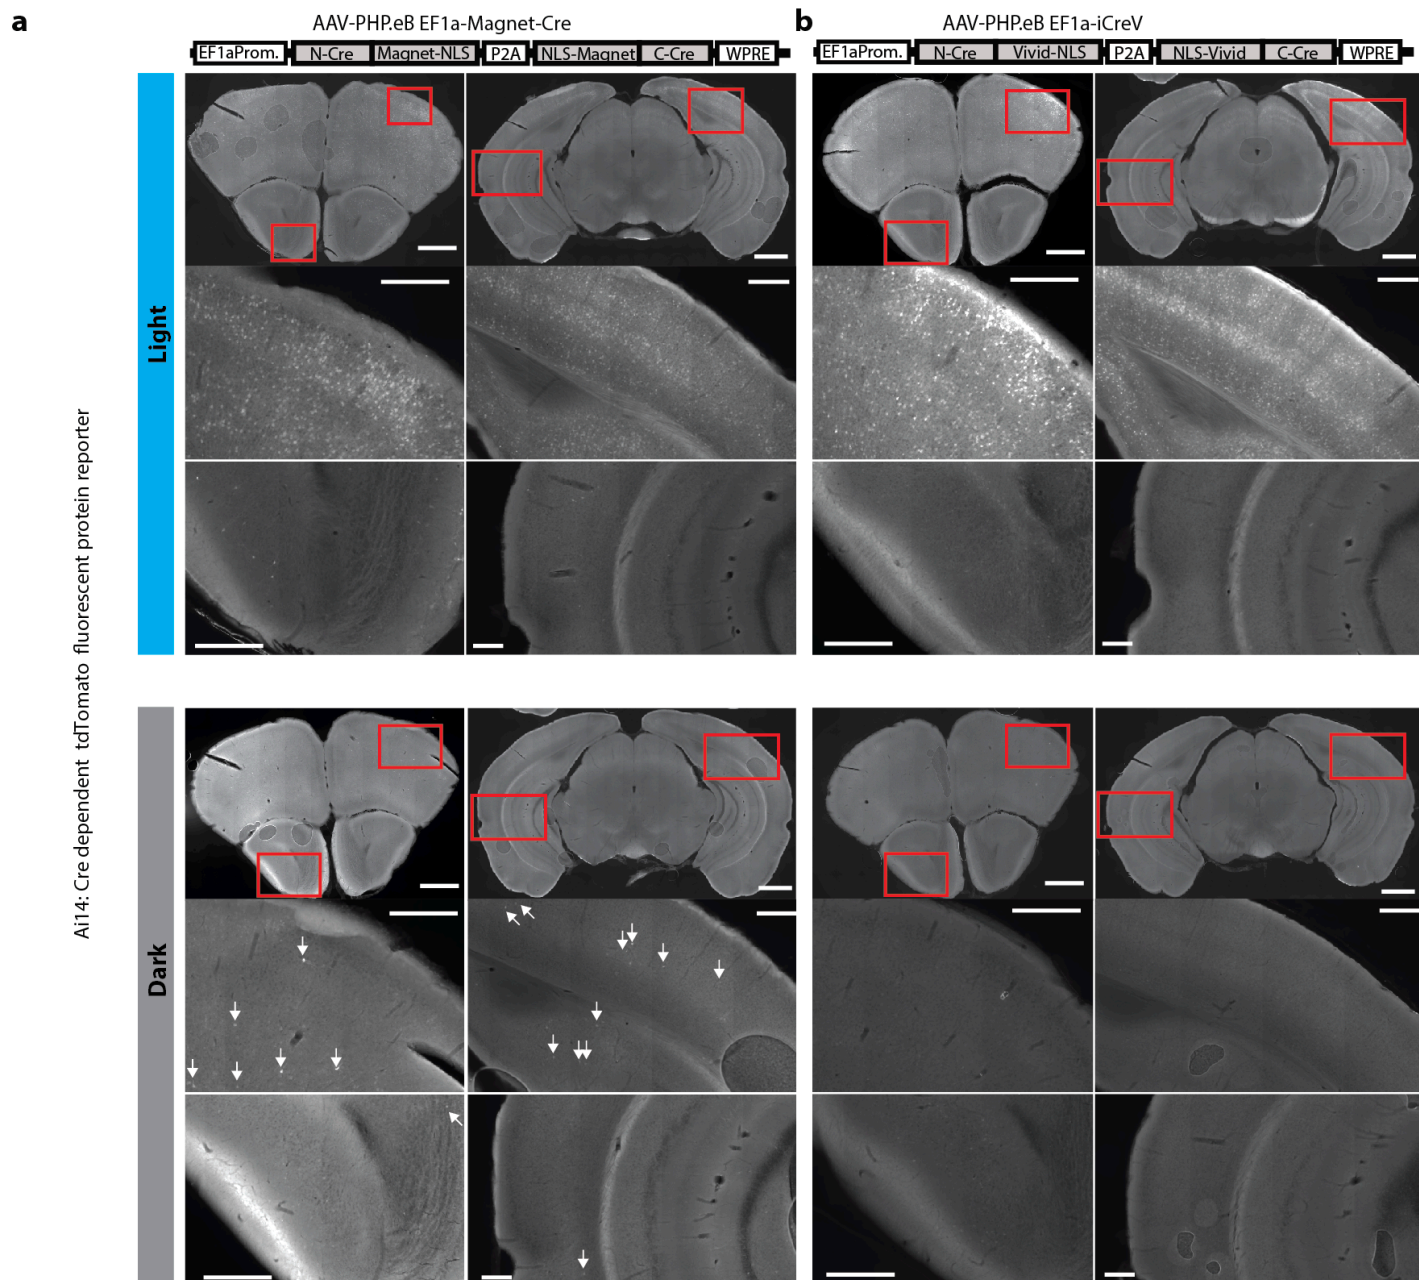 a
AAV-PHP.eB EF1a-Magnet-Cre
EF1aProm. N-Cre Magnet-NLS P2A NLS-Magnet C-Cre WPRE
b
AAV-PHP.eB EF1a-iCreV
EF1aProm. N-Cre Vivid-NLS P2A NLS-Vivid C-Cre WPRE
Ai14: Cre dependent tdTomato fluorescent protein reporter
Light
Dark